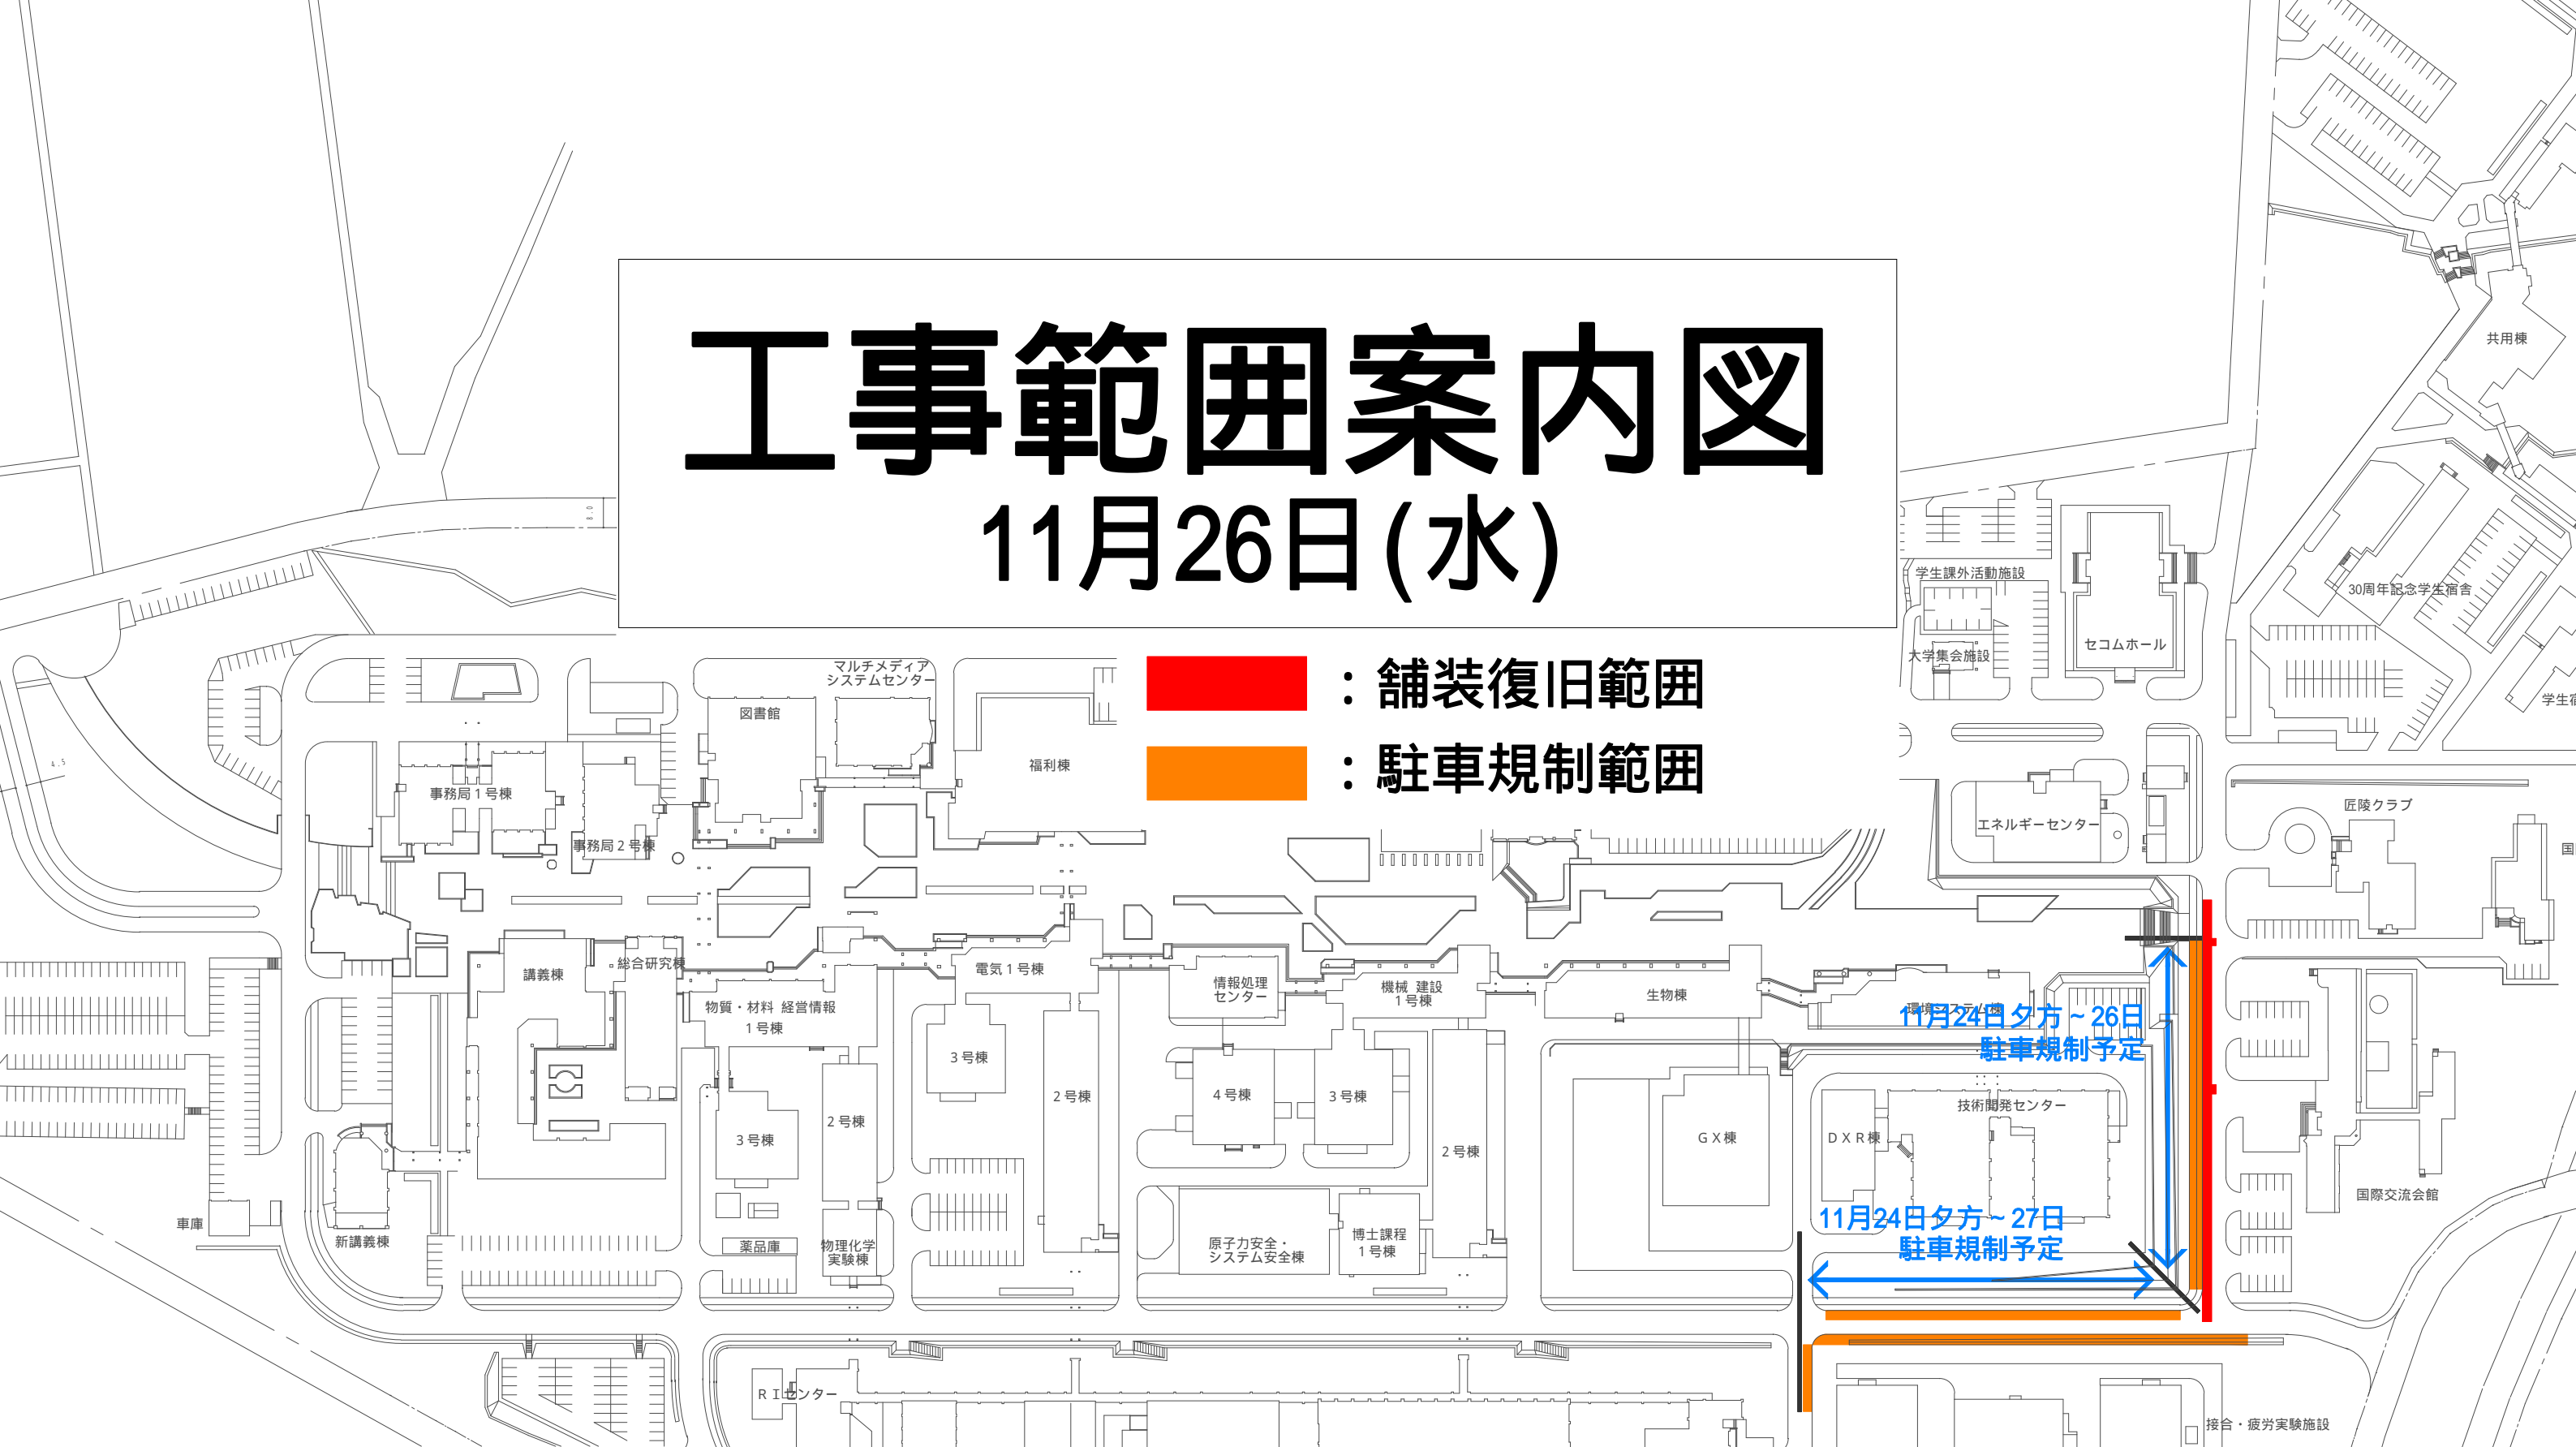 工事範囲案内図
11月26日(水)
：舗装復旧範囲
：駐車規制範囲
8.0
4.5
共用棟
30周年記念学生宿舎
学生課外活動施設
セコムホール
大学集会施設
マルチメディア
システムセンター
図書館
福利棟
事務局１号棟
事務局２号棟
エネルギーセンター
匠陵クラブ
講義棟
総合研究棟
電気１号棟
物質・材料 経営情報
１号棟
情報処理
センター
機械 建設
１号棟
生物棟
環境システム棟
11月24日夕方～26日
駐車規制予定
３号棟
２号棟
４号棟
３号棟
２号棟
３号棟
２号棟
ＧＸ棟
ＤＸＲ棟
技術開発センター
国際交流会館
11月24日夕方～27日
駐車規制予定
車庫
新講義棟
薬品庫
物理化学
実験棟
原子力安全・
システム安全棟
博士課程
１号棟
ＲＩセンター
接合・疲労実験施設